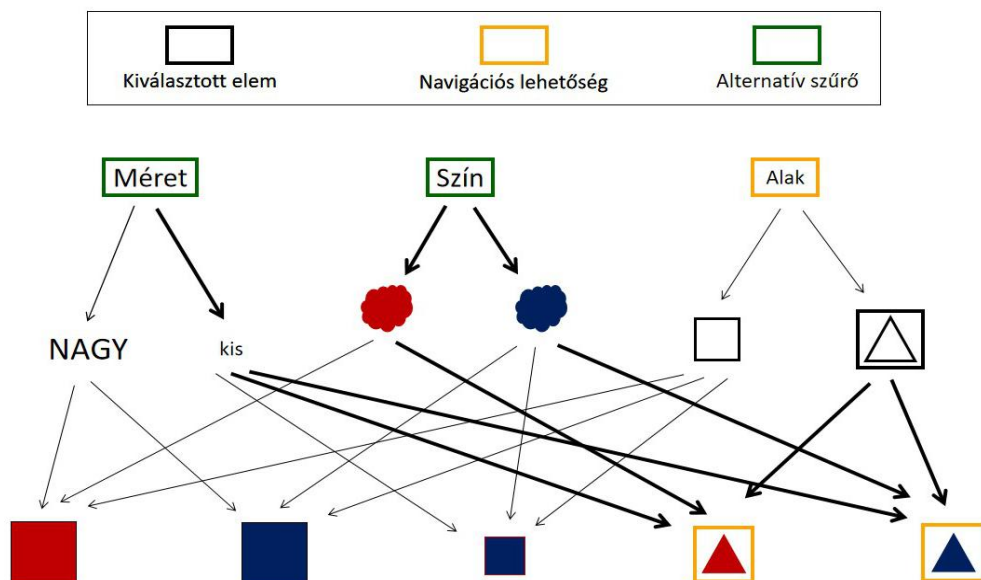 Kiválasztott elem
Navigációs lehetőség
Alternatív szűrő
Méret
Szín
Alak
NAGY
kis